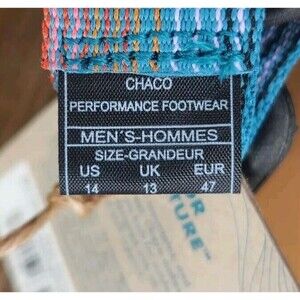 CHACO
PERFORMANCE FOOTWEAR
MEN´S-HOMMES
SIZE-GRANDEUR
US UK EUR
14 13 47